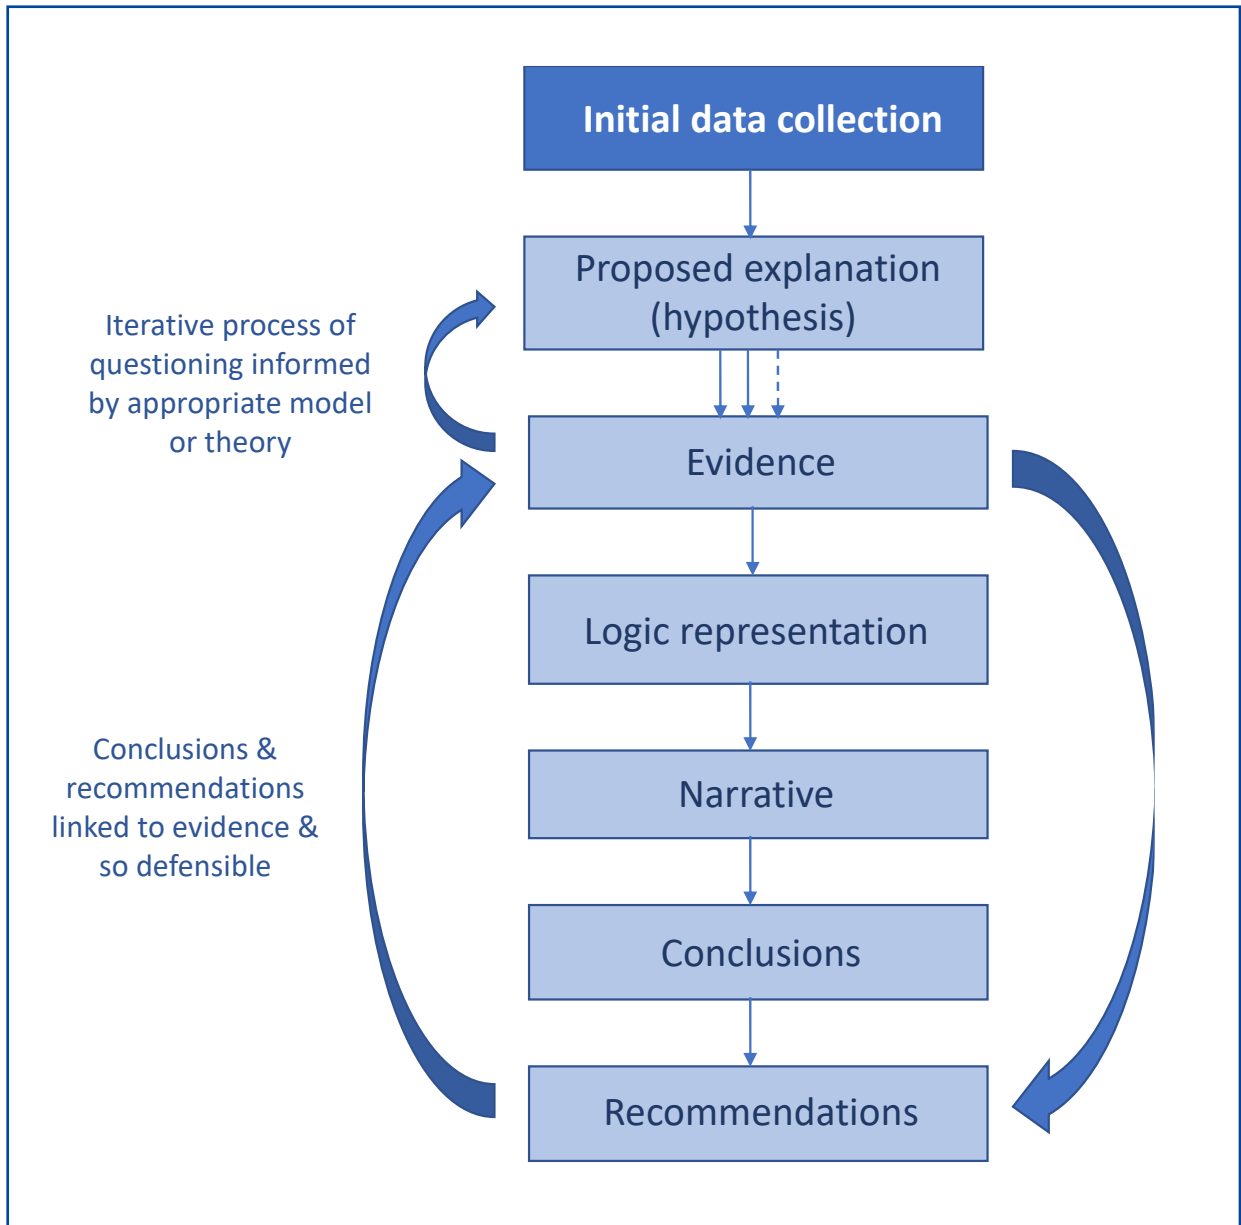 Initial data collection
Proposed explanation
(hypothesis)
Iterative process of
questioning informed
by appropriate model
or theory
Evidence
Logic representation
Conclusions &
recommendations
linked to evidence &
so defensible
Narrative
Conclusions
Recommendations